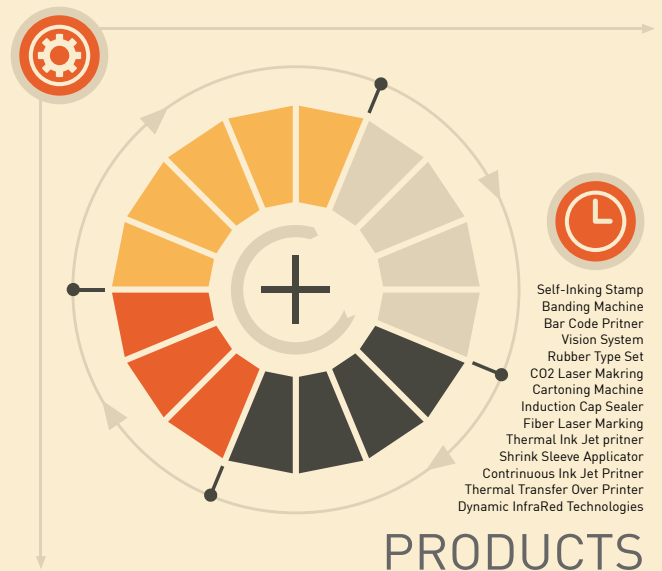 Self-Inking Stamp
Banding Machine
Bar Code Pritner
Vision System
Rubber Type Set
CO2 Laser Makring
Cartoning Machine
Induction Cap Sealer
Fiber Laser Marking
Thermal Ink Jet pritner
Shrink Sleeve Applicator
Contrinuous Ink Jet Pritner
Thermal Transfer Over Printer
Dynamic InfraRed Technologies
PRODUCTS